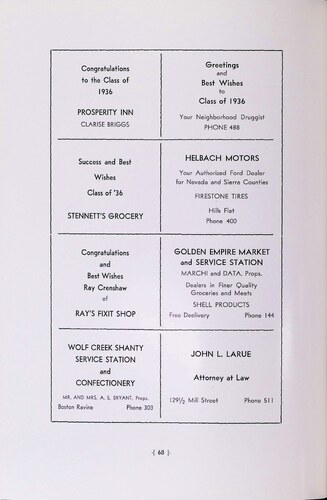 Congratulations
to the Class of
1936
PROSPERITY INN
CLARISE BRIGGS
Greetings
and
Best Wishes
to
Class of 1936
Your Neighborhood Druggist
PHONE 488
Success and Best
Wishes
Class of '36
STENNETT'S GROCERY
HELBACH MOTORS
Your Authorized Ford Dealer
for Nevada and Sierra Counties
FIRESTONE TIRES
Hills Flat
Phone 400
Congratulations
and
Best Wishes
Ray Crenshaw
of
RAY'S FIXIT SHOP
GOLDEN EMPIRE MARKET
and SERVICE STATION
MARCHI and DATA, Props.
Dealers in Finer Quality
Groceries and Meets
SHELL PRODUCTS
Free Deelivery Phone 144
WOLF CREEK SHANTY
SERVICE STATION
and
CONFECTIONERY
MR. AND MRS. A. S. BRYANT, Props.
Boston Ravine Phone 303
JOHN L. LARUE
Attorney at Law
129½ Mill Street Phone 511
{ 68 }